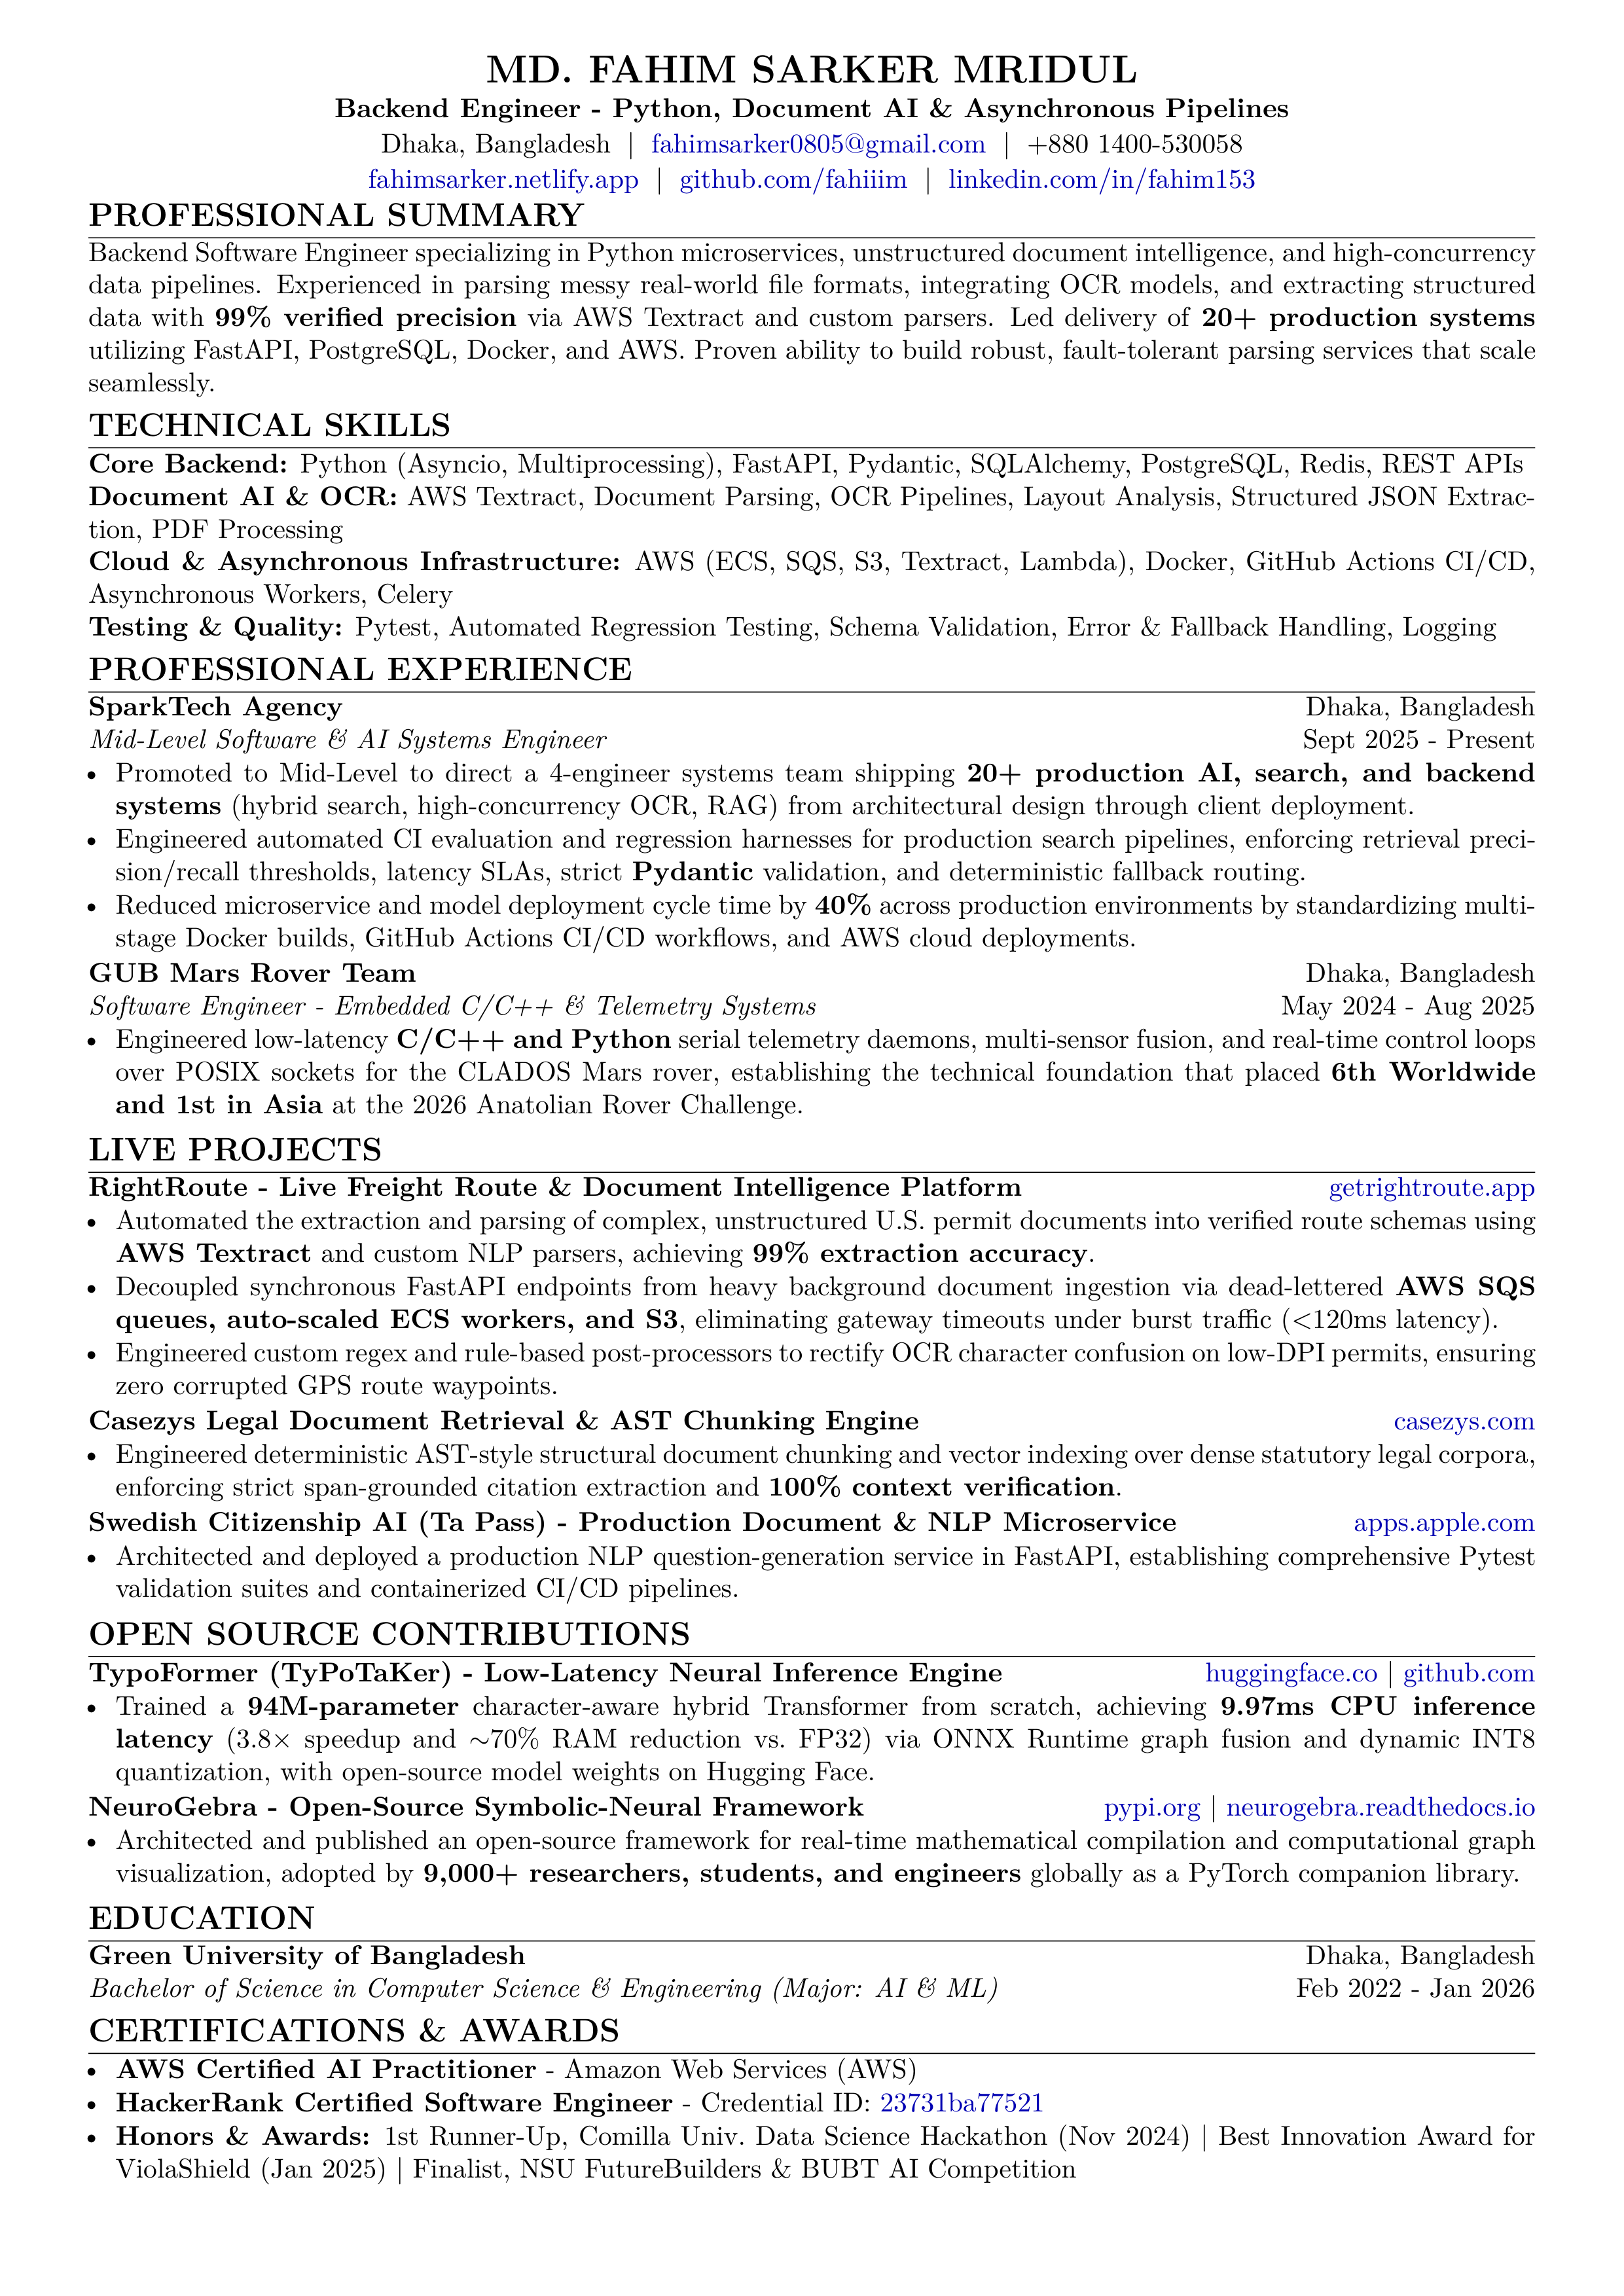 MD. FAHIM SARKER MRIDUL
Backend Engineer - Python, Document AI & Asynchronous Pipelines
Dhaka, Bangladesh | fahimsarker0805@gmail.com | +880 1400-530058
fahimsarker.netlify.app | github.com/fahiiim | linkedin.com/in/fahim153
PROFESSIONAL SUMMARY
Backend Software Engineer specializing in Python microservices, unstructured document intelligence, and high-concurrency
data pipelines. Experienced in parsing messy real-world file formats, integrating OCR models, and extracting structured
data with 99% verified precision via AWS Textract and custom parsers. Led delivery of 20+ production systems
utilizing FastAPI, PostgreSQL, Docker, and AWS. Proven ability to build robust, fault-tolerant parsing services that scale
seamlessly.
TECHNICAL SKILLS
Core Backend: Python (Asyncio, Multiprocessing), FastAPI, Pydantic, SQLAlchemy, PostgreSQL, Redis, REST APIs
Document AI & OCR: AWS Textract, Document Parsing, OCR Pipelines, Layout Analysis, Structured JSON Extrac-
tion, PDF Processing
Cloud & Asynchronous Infrastructure: AWS (ECS, SQS, S3, Textract, Lambda), Docker, GitHub Actions CI/CD,
Asynchronous Workers, Celery
Testing & Quality: Pytest, Automated Regression Testing, Schema Validation, Error & Fallback Handling, Logging
PROFESSIONAL EXPERIENCE
SparkTech Agency Dhaka, Bangladesh
Mid-Level Software & AI Systems Engineer Sept 2025 - Present
• Promoted to Mid-Level to direct a 4-engineer systems team shipping 20+ production AI, search, and backend
systems (hybrid search, high-concurrency OCR, RAG) from architectural design through client deployment.
• Engineered automated CI evaluation and regression harnesses for production search pipelines, enforcing retrieval preci-
sion/recall thresholds, latency SLAs, strict Pydantic validation, and deterministic fallback routing.
• Reduced microservice and model deployment cycle time by 40% across production environments by standardizing multi-
stage Docker builds, GitHub Actions CI/CD workflows, and AWS cloud deployments.
GUB Mars Rover Team Dhaka, Bangladesh
Software Engineer - Embedded C/C++ & Telemetry Systems May 2024 - Aug 2025
• Engineered low-latency C/C++ and Python serial telemetry daemons, multi-sensor fusion, and real-time control loops
over POSIX sockets for the CLADOS Mars rover, establishing the technical foundation that placed 6th Worldwide
and 1st in Asia at the 2026 Anatolian Rover Challenge.
LIVE PROJECTS
RightRoute - Live Freight Route & Document Intelligence Platform getrightroute.app
• Automated the extraction and parsing of complex, unstructured U.S. permit documents into verified route schemas using
AWS Textract and custom NLP parsers, achieving 99% extraction accuracy.
• Decoupled synchronous FastAPI endpoints from heavy background document ingestion via dead-lettered AWS SQS
queues, auto-scaled ECS workers, and S3, eliminating gateway timeouts under burst traffic (<120ms latency).
• Engineered custom regex and rule-based post-processors to rectify OCR character confusion on low-DPI permits, ensuring
zero corrupted GPS route waypoints.
Casezys Legal Document Retrieval & AST Chunking Engine casezys.com
• Engineered deterministic AST-style structural document chunking and vector indexing over dense statutory legal corpora,
enforcing strict span-grounded citation extraction and 100% context verification.
Swedish Citizenship AI (Ta Pass) - Production Document & NLP Microservice apps.apple.com
• Architected and deployed a production NLP question-generation service in FastAPI, establishing comprehensive Pytest
validation suites and containerized CI/CD pipelines.
OPEN SOURCE CONTRIBUTIONS
TypoFormer (TyPoTaKer) - Low-Latency Neural Inference Engine huggingface.co | github.com
• Trained a 94M-parameter character-aware hybrid Transformer from scratch, achieving 9.97ms CPU inference
latency (3.8× speedup and ~70% RAM reduction vs. FP32) via ONNX Runtime graph fusion and dynamic INT8
quantization, with open-source model weights on Hugging Face.
NeuroGebra - Open-Source Symbolic-Neural Framework pypi.org | neurogebra.readthedocs.io
• Architected and published an open-source framework for real-time mathematical compilation and computational graph
visualization, adopted by 9,000+ researchers, students, and engineers globally as a PyTorch companion library.
EDUCATION
Green University of Bangladesh Dhaka, Bangladesh
Bachelor of Science in Computer Science & Engineering (Major: AI & ML) Feb 2022 - Jan 2026
CERTIFICATIONS & AWARDS
• AWS Certified AI Practitioner - Amazon Web Services (AWS)
• HackerRank Certified Software Engineer - Credential ID: 23731ba77521
• Honors & Awards: 1st Runner-Up, Comilla Univ. Data Science Hackathon (Nov 2024) | Best Innovation Award for
ViolaShield (Jan 2025) | Finalist, NSU FutureBuilders & BUBT AI Competition